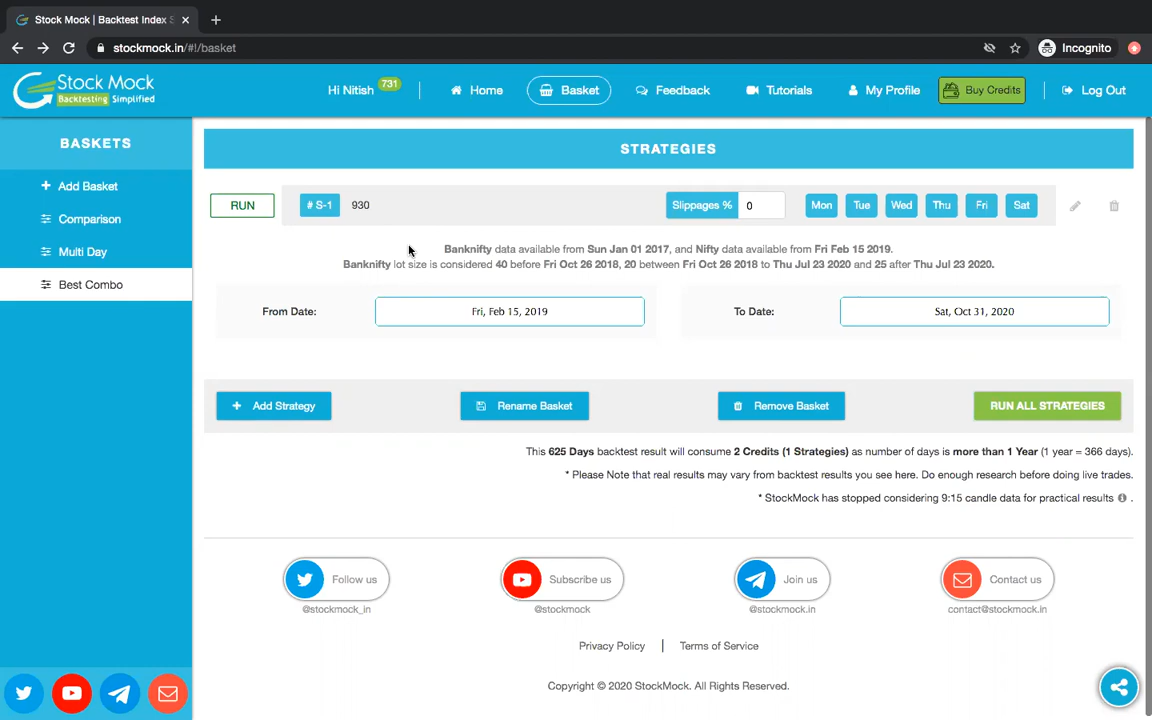 Stock Mock | Backtest Index S
stockmock.in/#!/basket
Incognito
Stock Mock
Backtesting Simplified
Hi Nitish 731
Home
Basket
Feedback
Tutorials
My Profile
Buy Credits
Log Out
BASKETS
Add Basket
Comparison
Multi Day
Best Combo
STRATEGIES
RUN
# S-1
930
Slippages %
0
Mon
Tue
Wed
Thu
Fri
Sat
Banknifty data available from Sun Jan 01 2017, and Nifty data available from Fri Feb 15 2019.
Banknifty lot size is considered 40 before Fri Oct 26 2018, 20 between Fri Oct 26 2018 to Thu Jul 23 2020 and 25 after Thu Jul 23 2020.
From Date:
Fri, Feb 15, 2019
To Date:
Sat, Oct 31, 2020
Add Strategy
Rename Basket
Remove Basket
RUN ALL STRATEGIES
This 625 Days backtest result will consume 2 Credits (1 Strategies) as number of days is more than 1 Year (1 year = 366 days).
* Please Note that real results may vary from backtest results you see here. Do enough research before doing live trades.
* StockMock has stopped considering 9:15 candle data for practical results .
Follow us
@stockmock_in
Subscribe us
@stockmock
Join us
@stockmock.in
Contact us
contact@stockmock.in
Privacy Policy | Terms of Service
Copyright © 2020 StockMock. All Rights Reserved.